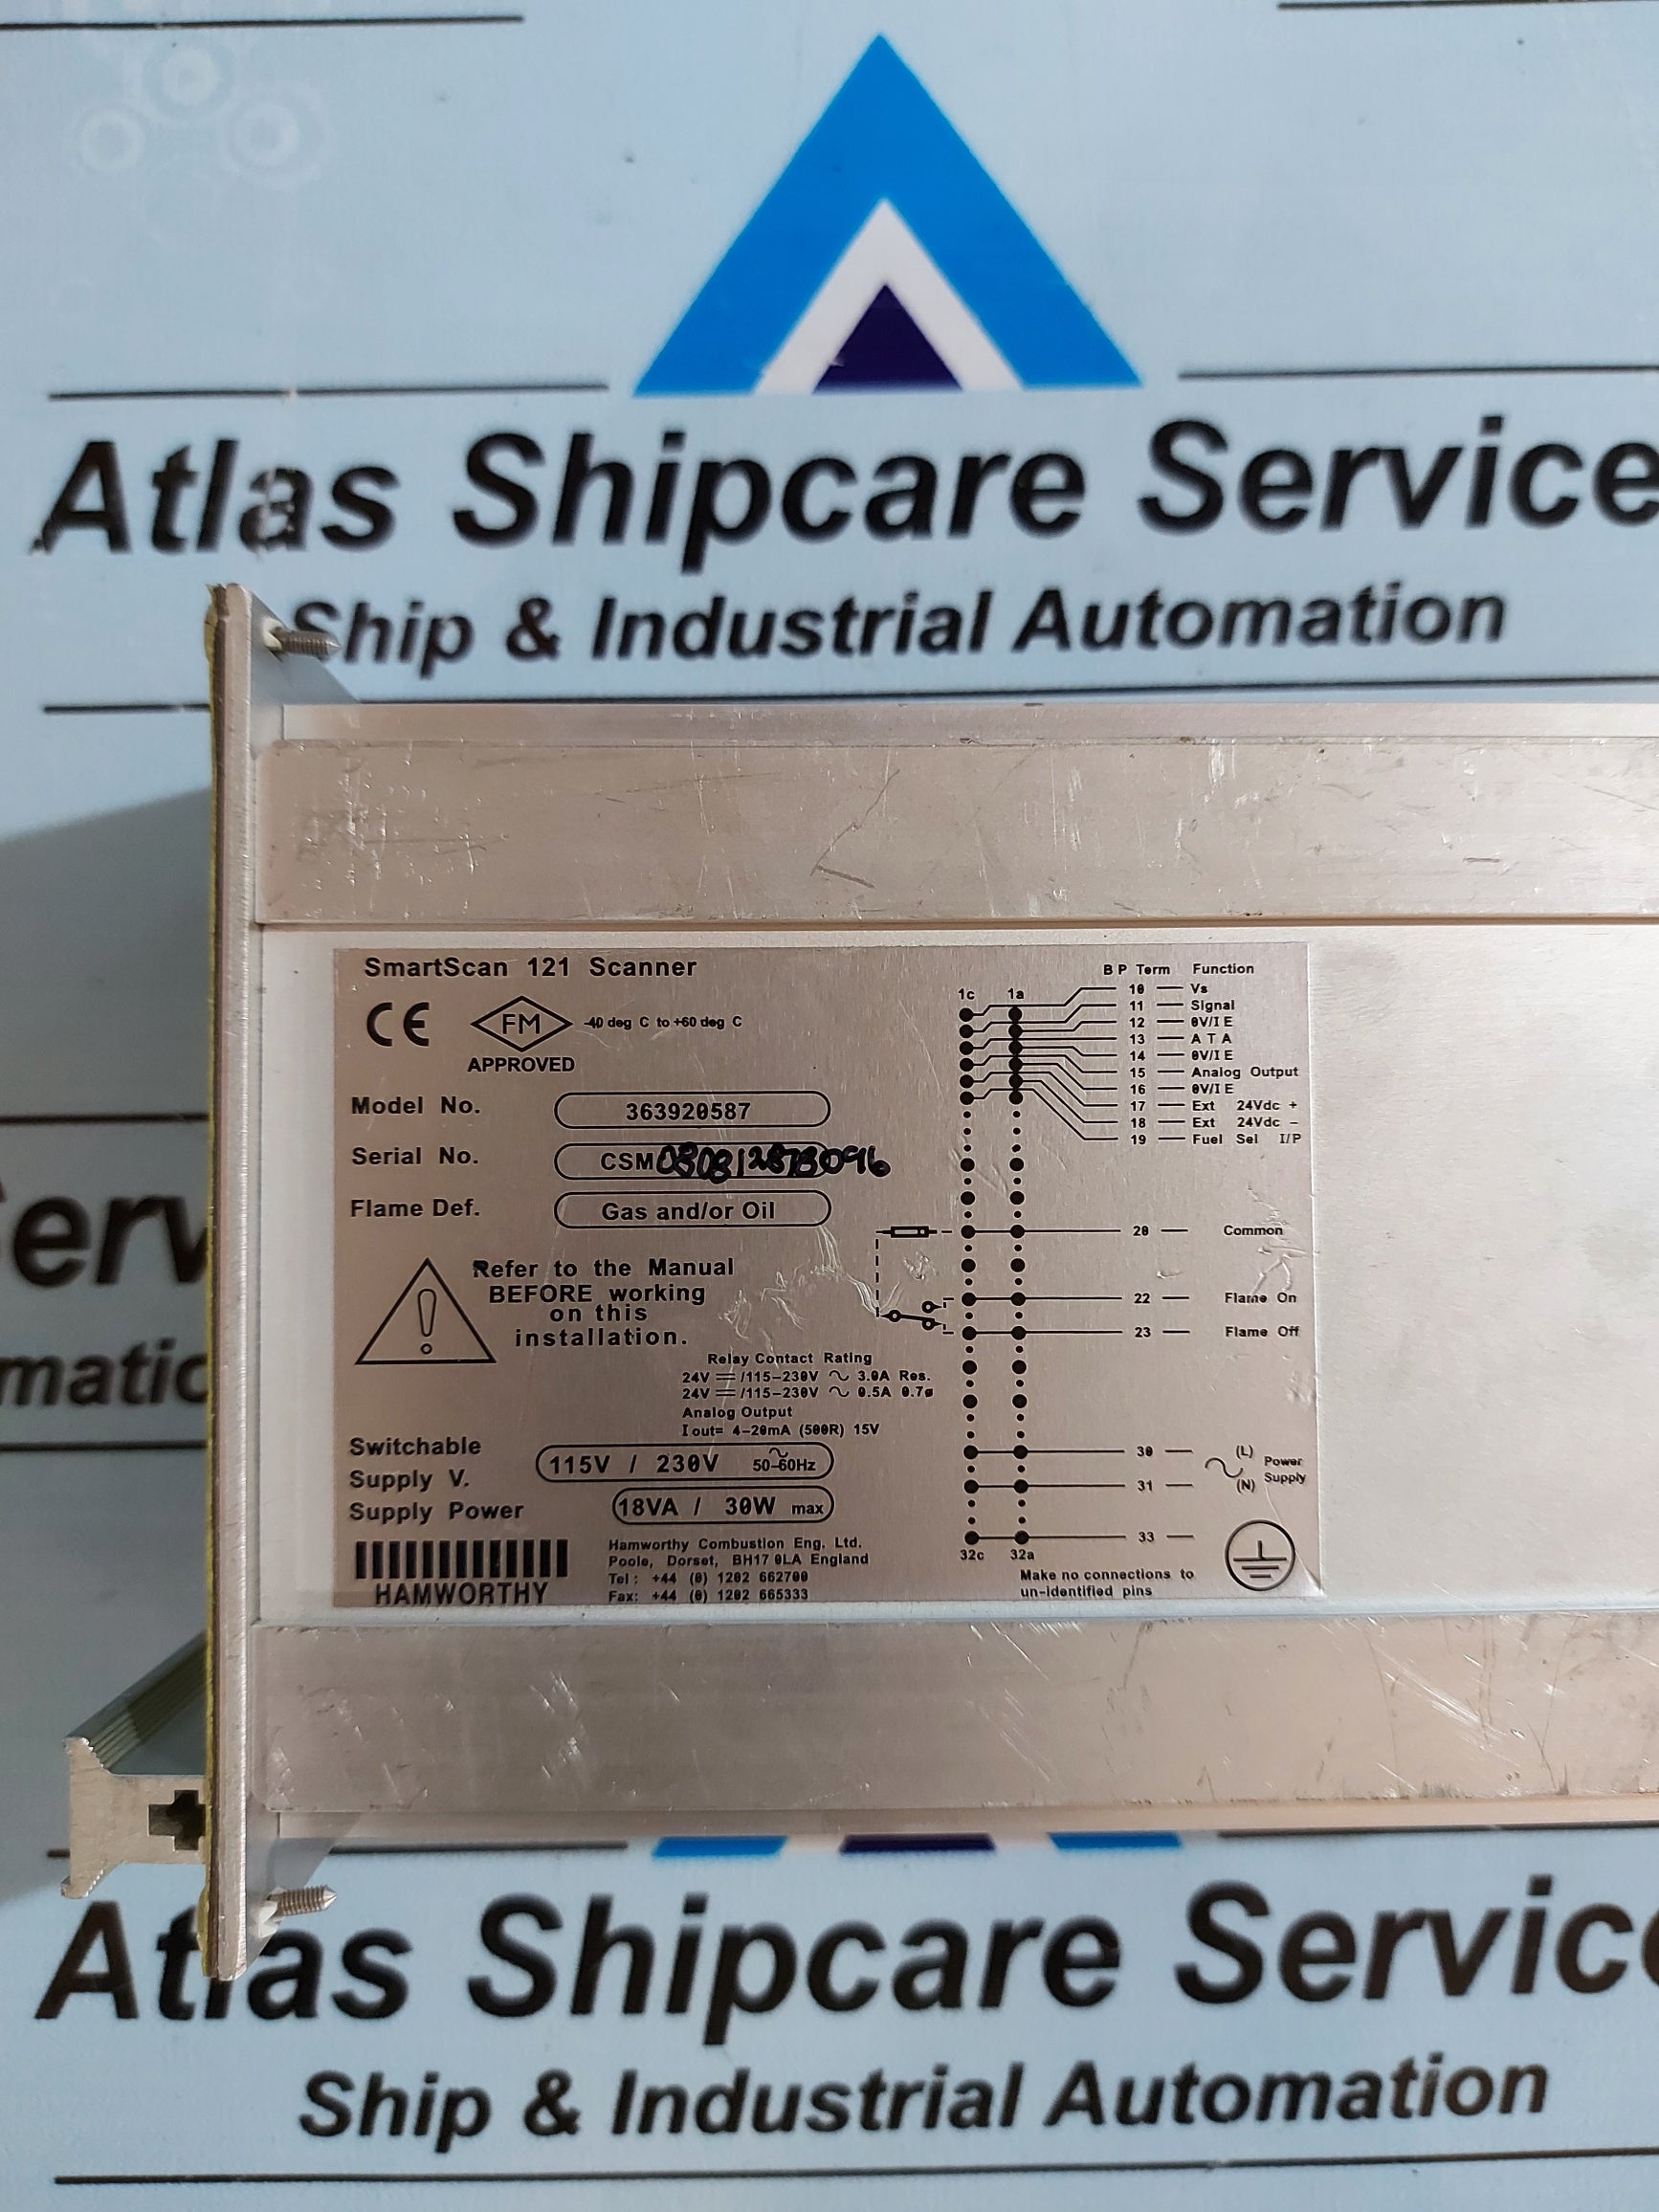 Atlas Shipcare Service
Ship & Industrial Automation
SmartScan 121 Scanner
CE
FM
APPROVED
-40 deg C to +60 deg C
Model No. 363920587
Serial No. CSM
Flame Def. Gas and/or Oil
Refer to the Manual
BEFORE working
on this
installation.
Relay Contact Rating
24V /115-230V 3.0A Res.
24V /115-230V 0.5A 0.7ø
Analog Output
Iout= 4-20mA (500R) 15V
Switchable
Supply V. 115V / 230V 50-60Hz
Supply Power 18VA / 30W max
HAMWORTHY
Hamworthy Combustion Eng. Ltd.
Poole, Dorset, BH17 0LA England
Tel: +44 (0) 1202 662700
Fax: +44 (0) 1202 665333
BP Term Function
1c 1a
10 Vs
11 Signal
12 0V/IE
13 ATA
14 0V/IE
15 Analog Output
16 0V/IE
17 Ext 24Vdc +
18 Ext 24Vdc -
19 Fuel Sel I/P
20 Common
22 Flame On
23 Flame Off
30 (L) Power
31 (N) Supply
33
32c 32a
Make no connections to
un-identified pins
Serv
matic
Atlas Shipcare Servic
Ship & Industrial Automation